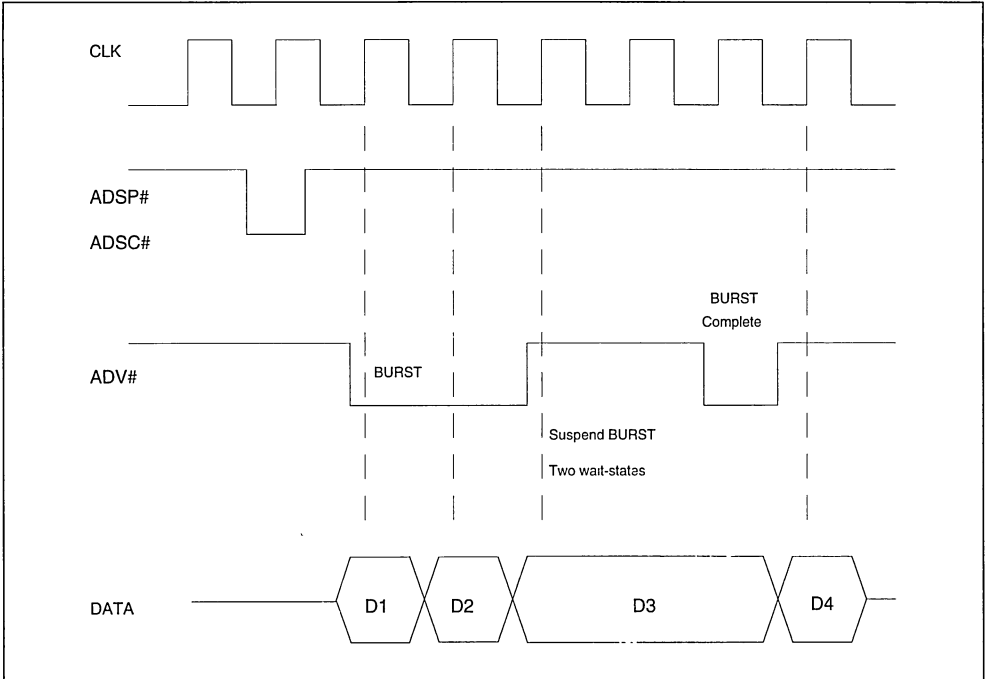 CLK
ADSP#
ADSC#
BURST
Complete
ADV#
BURST
Suspend BURST
Two wait-states
DATA
D1
D2
D3
D4